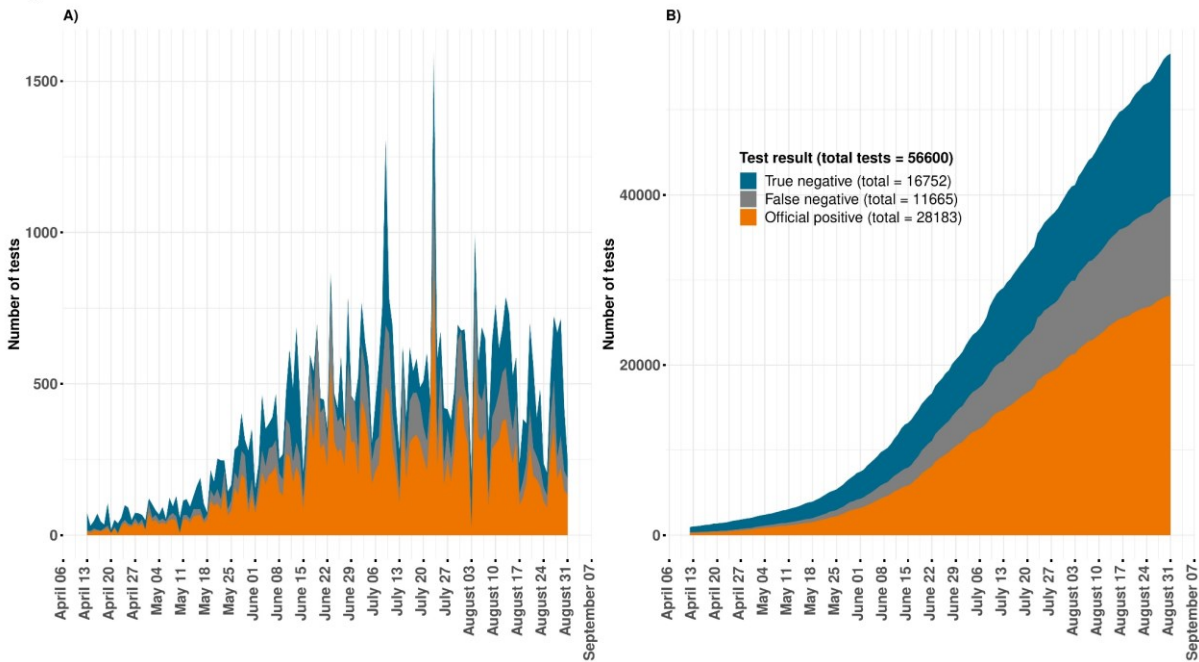 A)
Number of tests
1500
1000
500
0
April 06
April 13
April 20
April 27
May 04
May 11
May 18
May 25
June 01
June 08
June 15
June 22
June 29
July 06
July 13
July 20
July 27
August 03
August 10
August 17
August 24
August 31
September 07
B)
Number of tests
40000
20000
0
Test result (total tests = 56600)
True negative (total = 16752)
False negative (total = 11665)
Official positive (total = 28183)
April 06
April 13
April 20
April 27
May 04
May 11
May 18
May 25
June 01
June 08
June 15
June 22
June 29
July 06
July 13
July 20
July 27
August 03
August 10
August 17
August 24
August 31
September 07